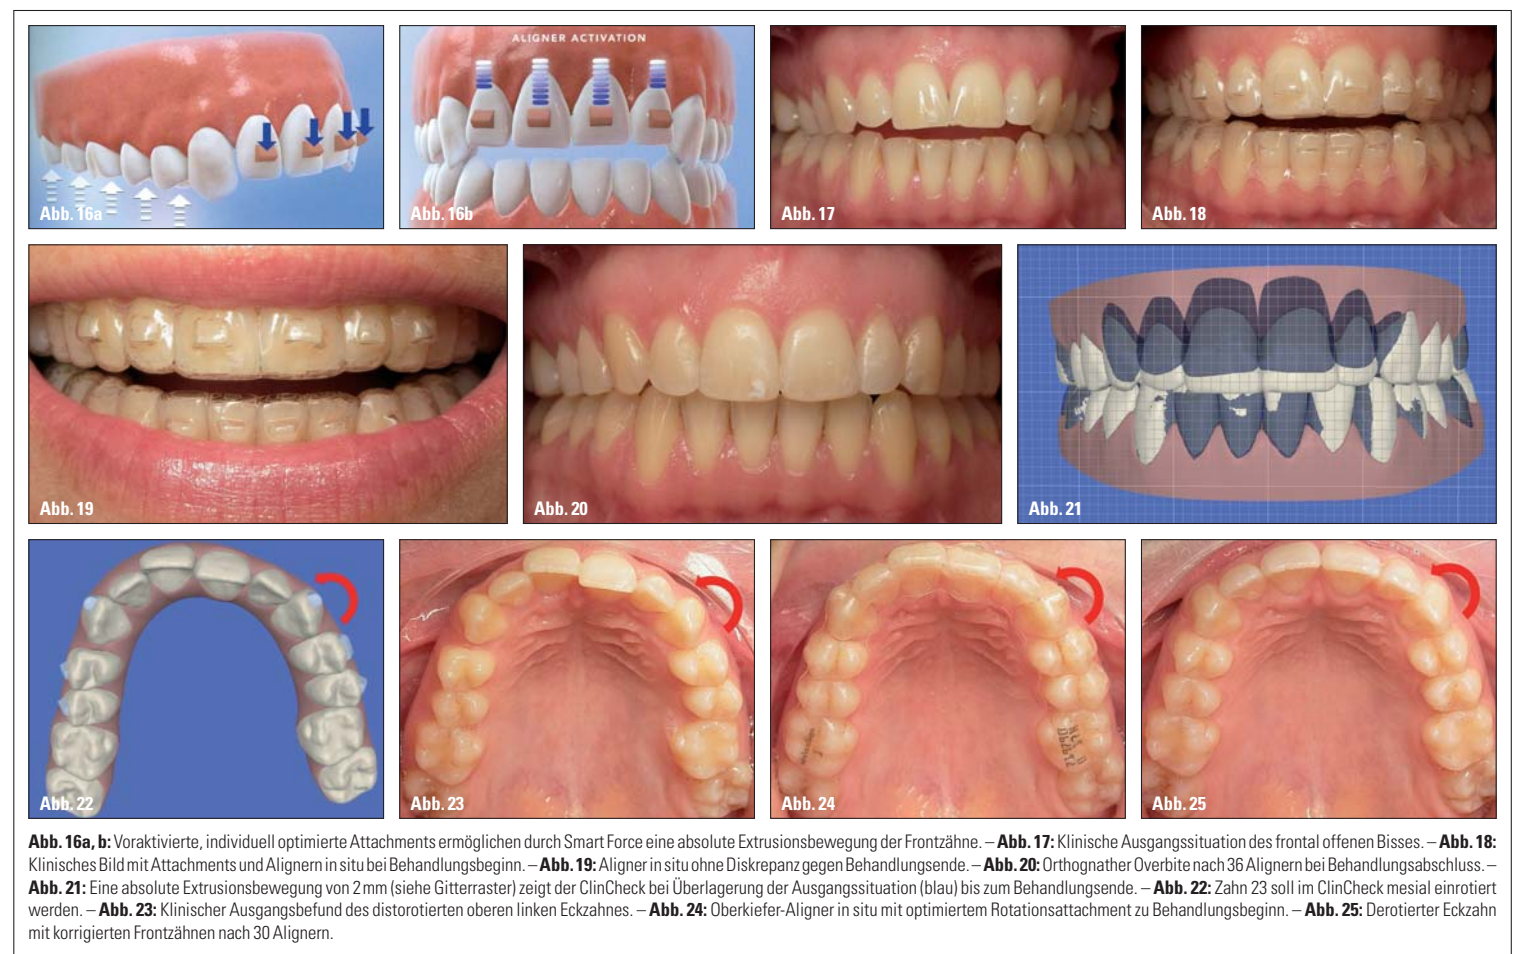 ALIGNER ACTIVATION
Abb. 16a
Abb. 16b
Abb. 17
Abb. 18
Abb. 19
Abb. 20
Abb. 21
Abb. 22
Abb. 23
Abb. 24
Abb. 25
Abb. 16a, b: Voraktivierte, individuell optimierte Attachments ermöglichen durch Smart Force eine absolute Extrusionsbewegung der Frontzähne. – Abb. 17: Klinische Ausgangssituation des frontal offenen Bisses. – Abb. 18:
Klinisches Bild mit Attachments und Alignern in situ bei Behandlungsbeginn. – Abb. 19: Aligner in situ ohne Diskrepanz gegen Behandlungsende. – Abb. 20: Orthognather Overbite nach 36 Alignern bei Behandlungsabschluss. –
Abb. 21: Eine absolute Extrusionsbewegung von 2 mm (siehe Gitterraster) zeigt der ClinCheck bei Überlagerung der Ausgangssituation (blau) bis zum Behandlungsende. – Abb. 22: Zahn 23 soll im ClinCheck mesial einrotiert
werden. – Abb. 23: Klinischer Ausgangsbefund des distorotierten oberen linken Eckzahnes. – Abb. 24: Oberkiefer-Aligner in situ mit optimiertem Rotationsattachment zu Behandlungsbeginn. – Abb. 25: Derotierter Eckzahn
mit korrigierten Frontzähnen nach 30 Alignern.